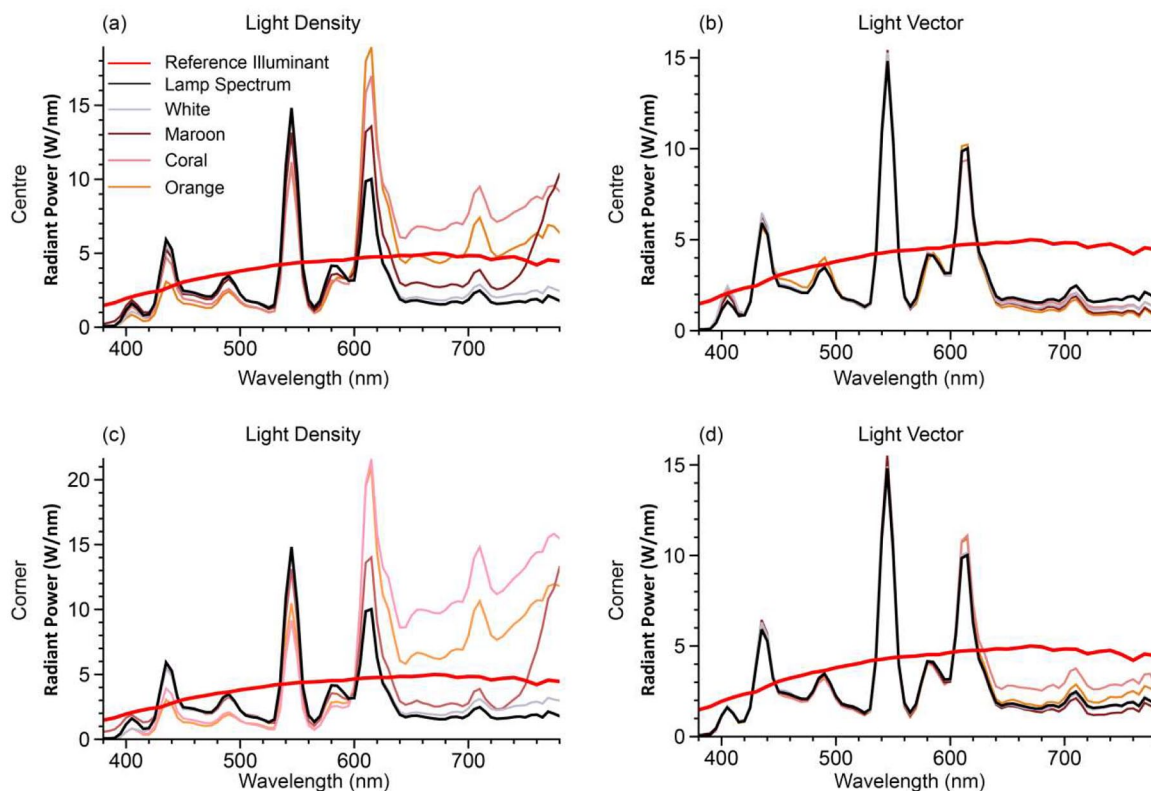 (a) Light Density
Radiant Power (W/nm)
Centre
15
10
5
0
400 500 600 700
Wavelength (nm)
Reference Illuminant
Lamp Spectrum
White
Maroon
Coral
Orange
(b) Light Vector
Radiant Power (W/nm)
15
10
5
0
400 500 600 700
Wavelength (nm)
(c) Light Density
Radiant Power (W/nm)
Corner
20
15
10
5
0
400 500 600 700
Wavelength (nm)
(d) Light Vector
Radiant Power (W/nm)
15
10
5
0
400 500 600 700
Wavelength (nm)